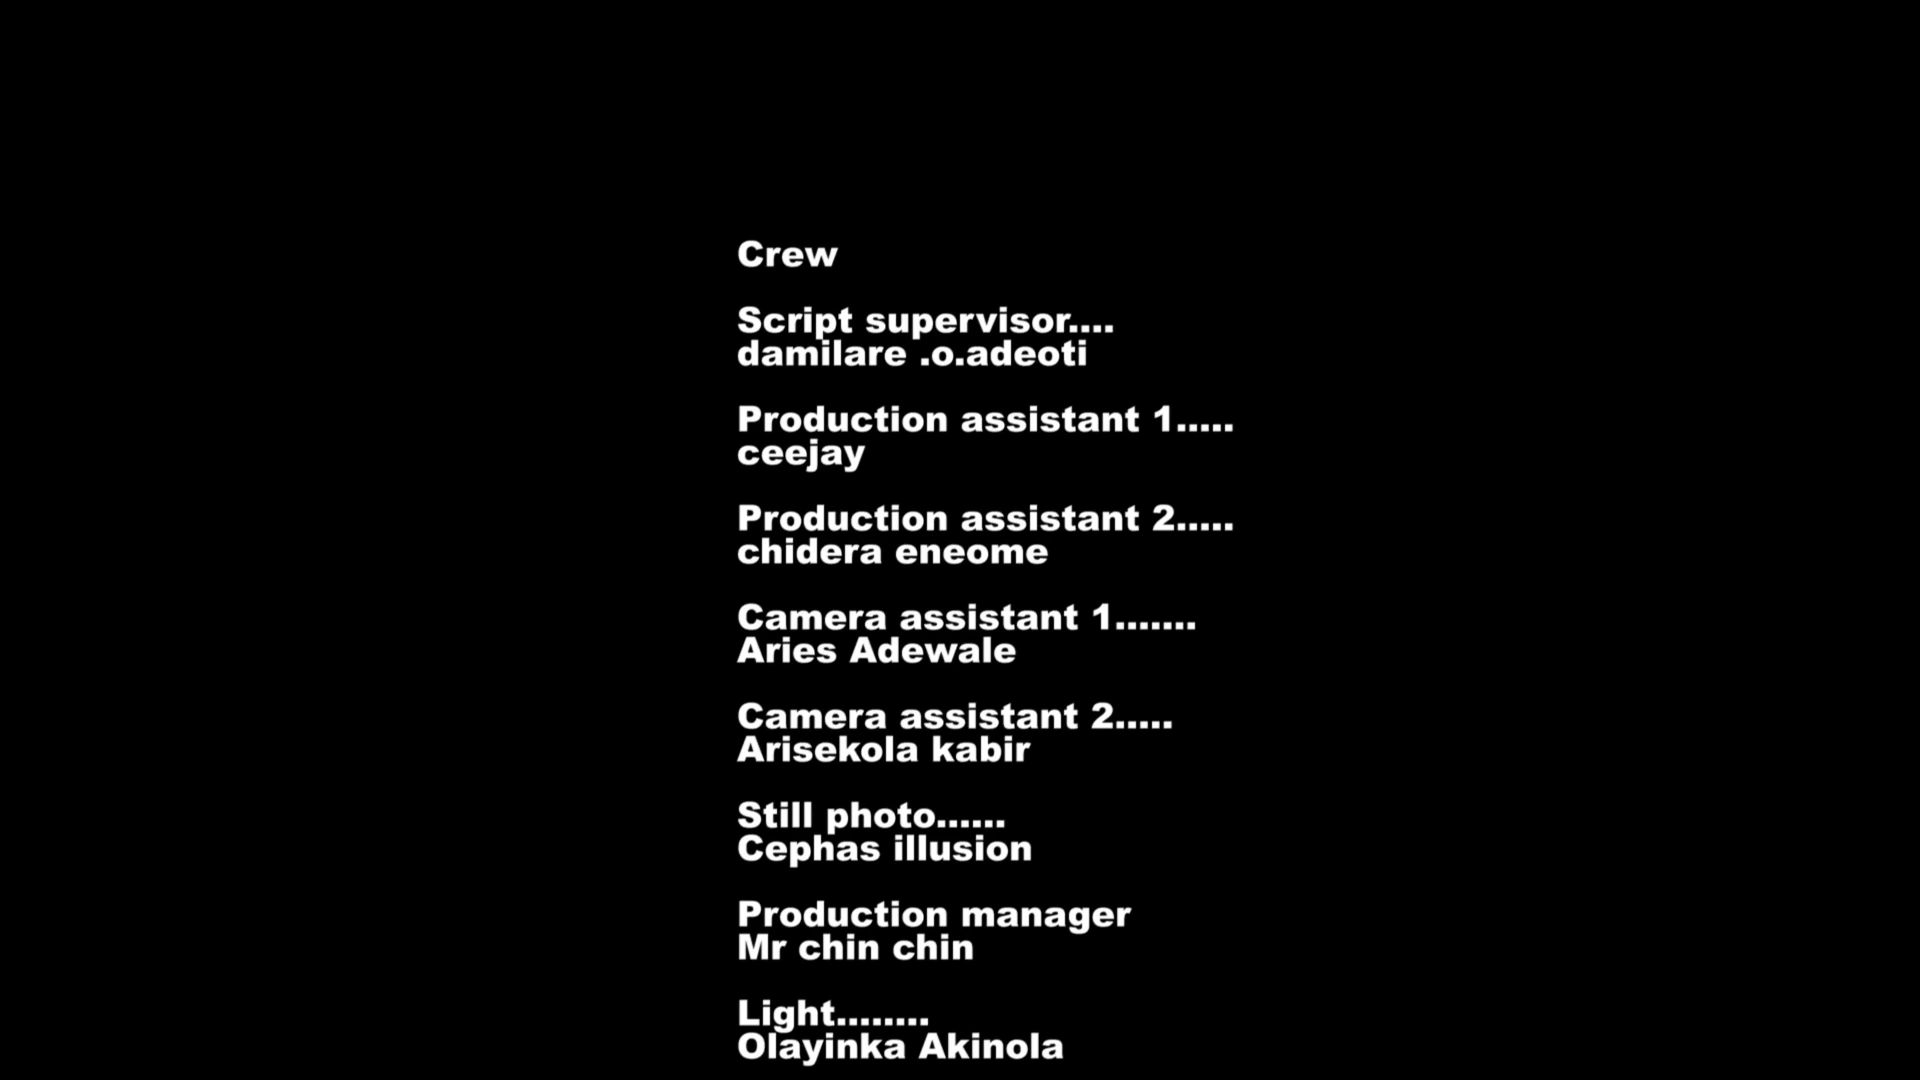 Crew
Script supervisor....
damilare .o.adeoti
Production assistant 1.....
ceejay
Production assistant 2.....
chidera eneome
Camera assistant 1.......
Aries Adewale
Camera assistant 2.....
Arisekola kabir
Still photo......
Cephas illusion
Production manager
Mr chin chin
Light........
Olayinka Akinola